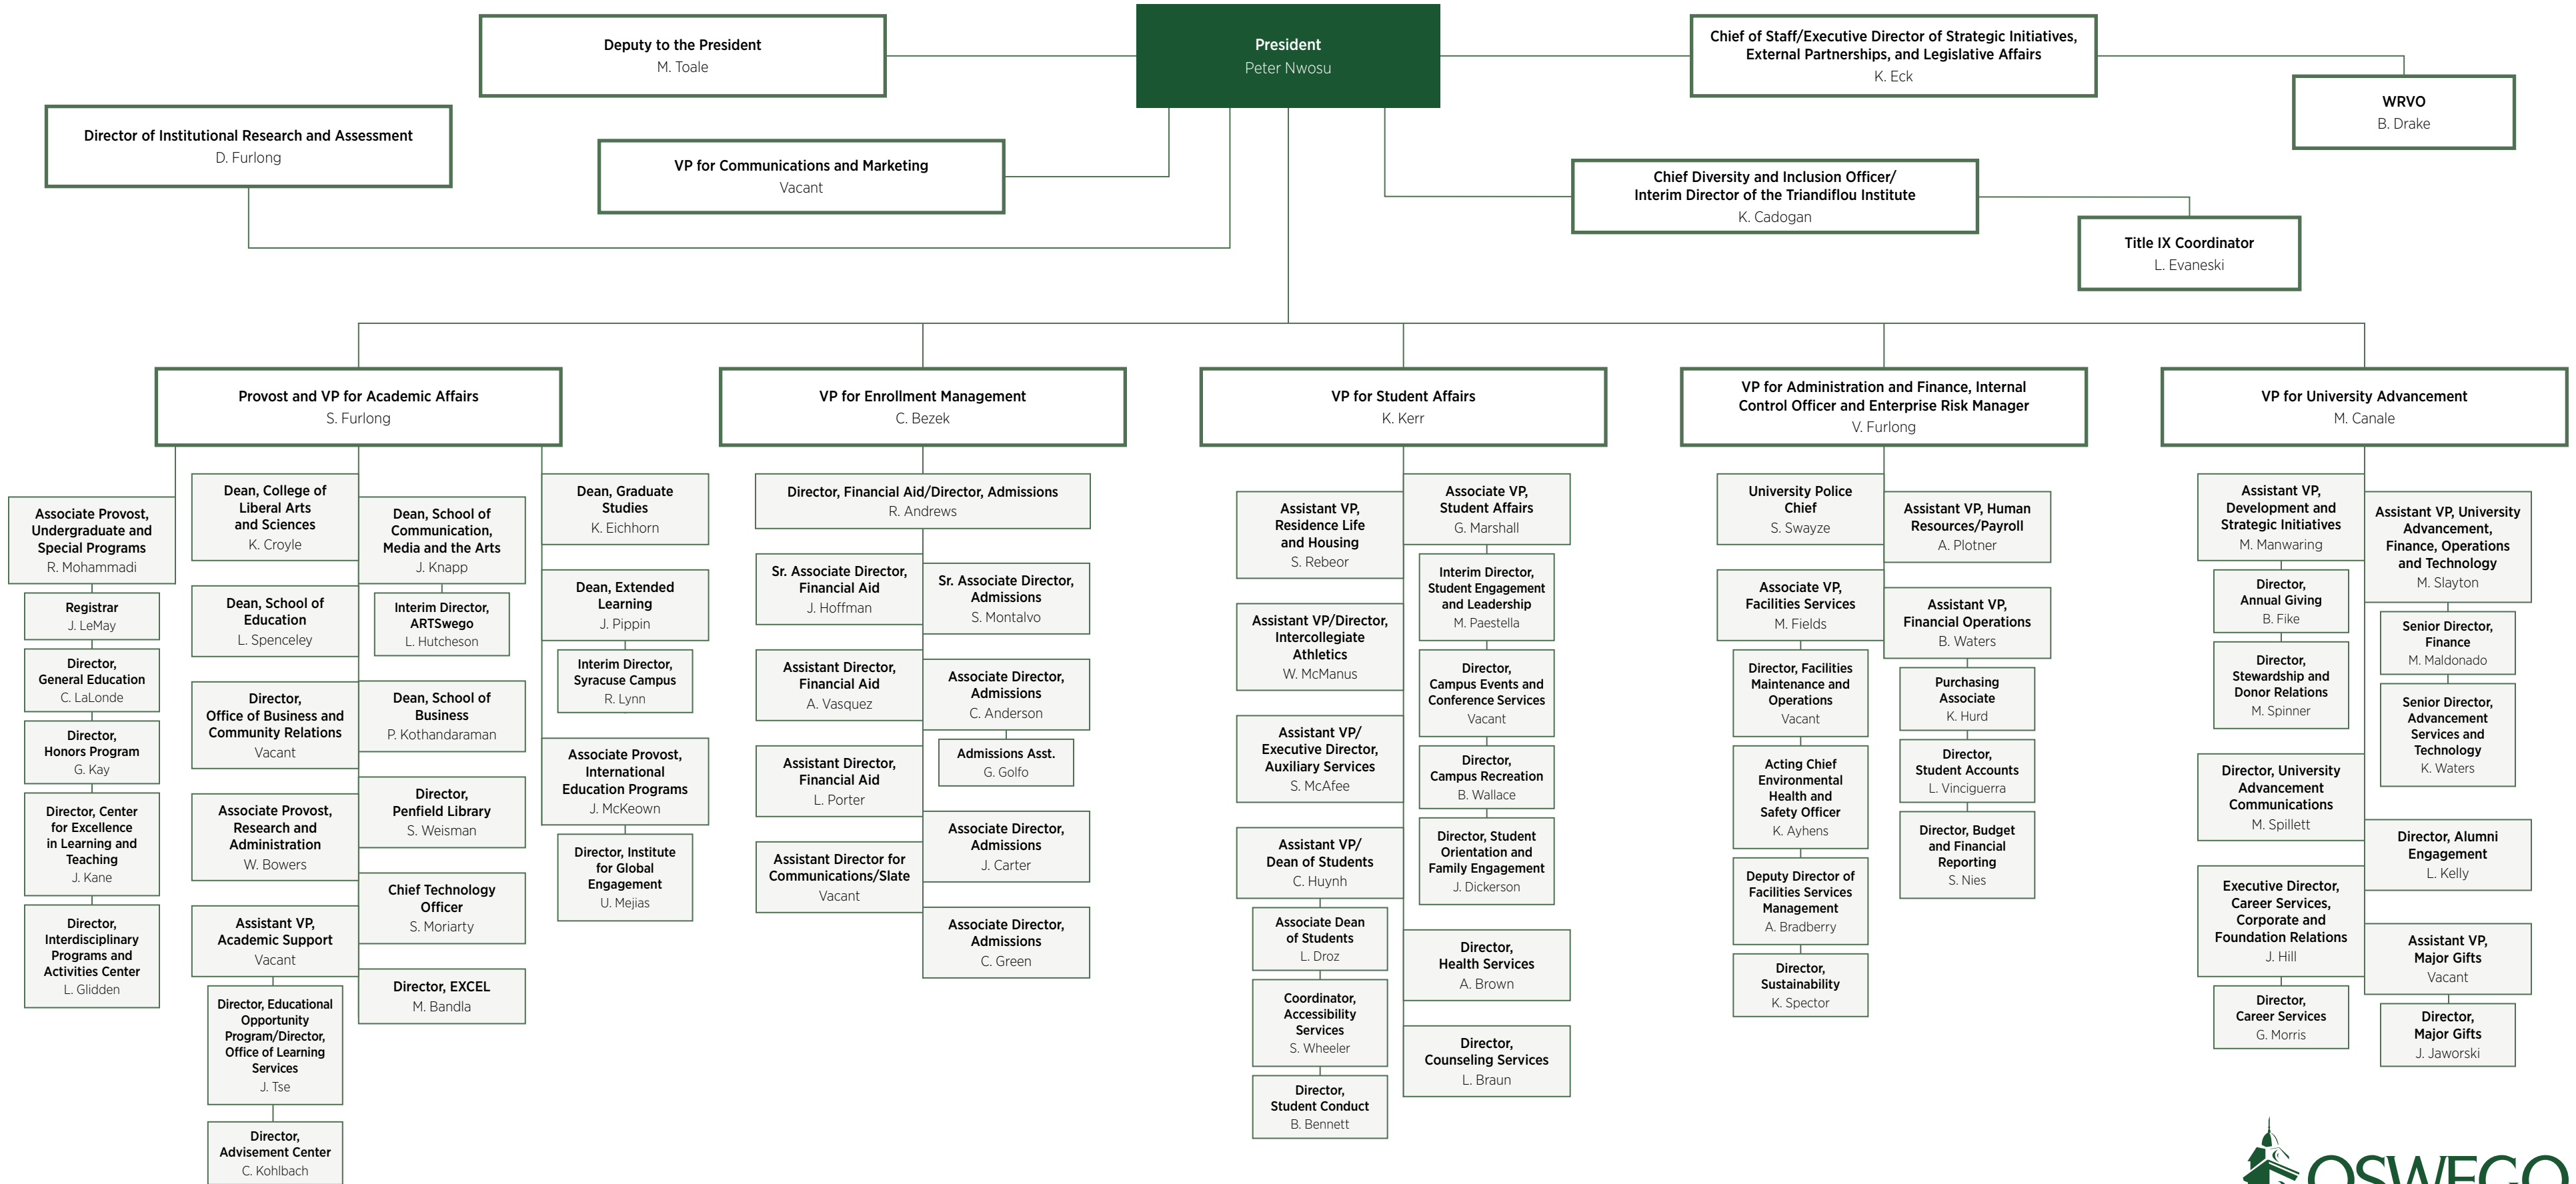 Deputy to the President
M. Toale
President
Peter Nwosu
Chief of Staff/Executive Director of Strategic Initiatives,
External Partnerships, and Legislative Affairs
K. Eck
WRVO
B. Drake
Director of Institutional Research and Assessment
D. Furlong
VP for Communications and Marketing
Vacant
Chief Diversity and Inclusion Officer/
Interim Director of the Triandiflou Institute
K. Cadogan
Title IX Coordinator
L. Evaneski
Provost and VP for Academic Affairs
S. Furlong
Associate Provost,
Undergraduate and
Special Programs
R. Mohammadi
Registrar
J. LeMay
Director,
General Education
C. LaLonde
Director,
Honors Program
G. Kay
Director, Center
for Excellence
in Learning and
Teaching
J. Kane
Director,
Interdisciplinary
Programs and
Activities Center
L. Glidden
Dean, College of
Liberal Arts
and Sciences
K. Croyle
Dean, School of
Education
L. Spenceley
Director,
Office of Business and
Community Relations
Vacant
Associate Provost,
Research and
Administration
W. Bowers
Assistant VP,
Academic Support
Vacant
Director, Educational
Opportunity
Program/Director,
Office of Learning
Services
J. Tse
Director,
Advisement Center
C. Kohlbach
Dean, School of
Communication,
Media and the Arts
J. Knapp
Interim Director,
ARTSwego
L. Hutcheson
Dean, School of
Business
P. Kothandaraman
Director,
Penfield Library
S. Weisman
Chief Technology
Officer
S. Moriarty
Director, EXCEL
M. Bandla
Dean, Graduate
Studies
K. Eichhorn
Dean, Extended
Learning
J. Pippin
Interim Director,
Syracuse Campus
R. Lynn
Associate Provost,
International
Education Programs
J. McKeown
Director, Institute
for Global
Engagement
U. Mejias
VP for Enrollment Management
C. Bezek
Director, Financial Aid/Director, Admissions
R. Andrews
Sr. Associate Director,
Financial Aid
J. Hoffman
Assistant Director,
Financial Aid
A. Vasquez
Assistant Director,
Financial Aid
L. Porter
Assistant Director for
Communications/Slate
Vacant
Sr. Associate Director,
Admissions
S. Montalvo
Associate Director,
Admissions
C. Anderson
Admissions Asst.
G. Golfo
Associate Director,
Admissions
J. Carter
Associate Director,
Admissions
C. Green
VP for Student Affairs
K. Kerr
Assistant VP,
Residence Life
and Housing
S. Rebeor
Assistant VP/Director,
Intercollegiate
Athletics
W. McManus
Assistant VP/
Executive Director,
Auxiliary Services
S. McAfee
Assistant VP/
Dean of Students
C. Huynh
Associate Dean
of Students
L. Droz
Coordinator,
Accessibility
Services
S. Wheeler
Director,
Student Conduct
B. Bennett
Associate VP,
Student Affairs
G. Marshall
Interim Director,
Student Engagement
and Leadership
M. Paestella
Director,
Campus Events and
Conference Services
Vacant
Director,
Campus Recreation
B. Wallace
Director, Student
Orientation and
Family Engagement
J. Dickerson
Director,
Health Services
A. Brown
Director,
Counseling Services
L. Braun
VP for Administration and Finance, Internal
Control Officer and Enterprise Risk Manager
V. Furlong
University Police
Chief
S. Swayze
Associate VP,
Facilities Services
M. Fields
Director, Facilities
Maintenance and
Operations
Vacant
Acting Chief
Environmental
Health and
Safety Officer
K. Ayhens
Deputy Director of
Facilities Services
Management
A. Bradberry
Director,
Sustainability
K. Spector
Assistant VP, Human
Resources/Payroll
A. Plotner
Assistant VP,
Financial Operations
B. Waters
Purchasing
Associate
K. Hurd
Director,
Student Accounts
L. Vinciguerra
Director, Budget
and Financial
Reporting
S. Nies
VP for University Advancement
M. Canale
Assistant VP,
Development and
Strategic Initiatives
M. Manwaring
Director,
Annual Giving
B. Fike
Director,
Stewardship and
Donor Relations
M. Spinner
Director, University
Advancement
Communications
M. Spillett
Executive Director,
Career Services,
Corporate and
Foundation Relations
J. Hill
Director,
Career Services
G. Morris
Assistant VP, University
Advancement,
Finance, Operations
and Technology
M. Slayton
Senior Director,
Finance
M. Maldonado
Senior Director,
Advancement
Services and
Technology
K. Waters
Director, Alumni
Engagement
L. Kelly
Assistant VP,
Major Gifts
Vacant
Director,
Major Gifts
J. Jaworski
OSWEGO